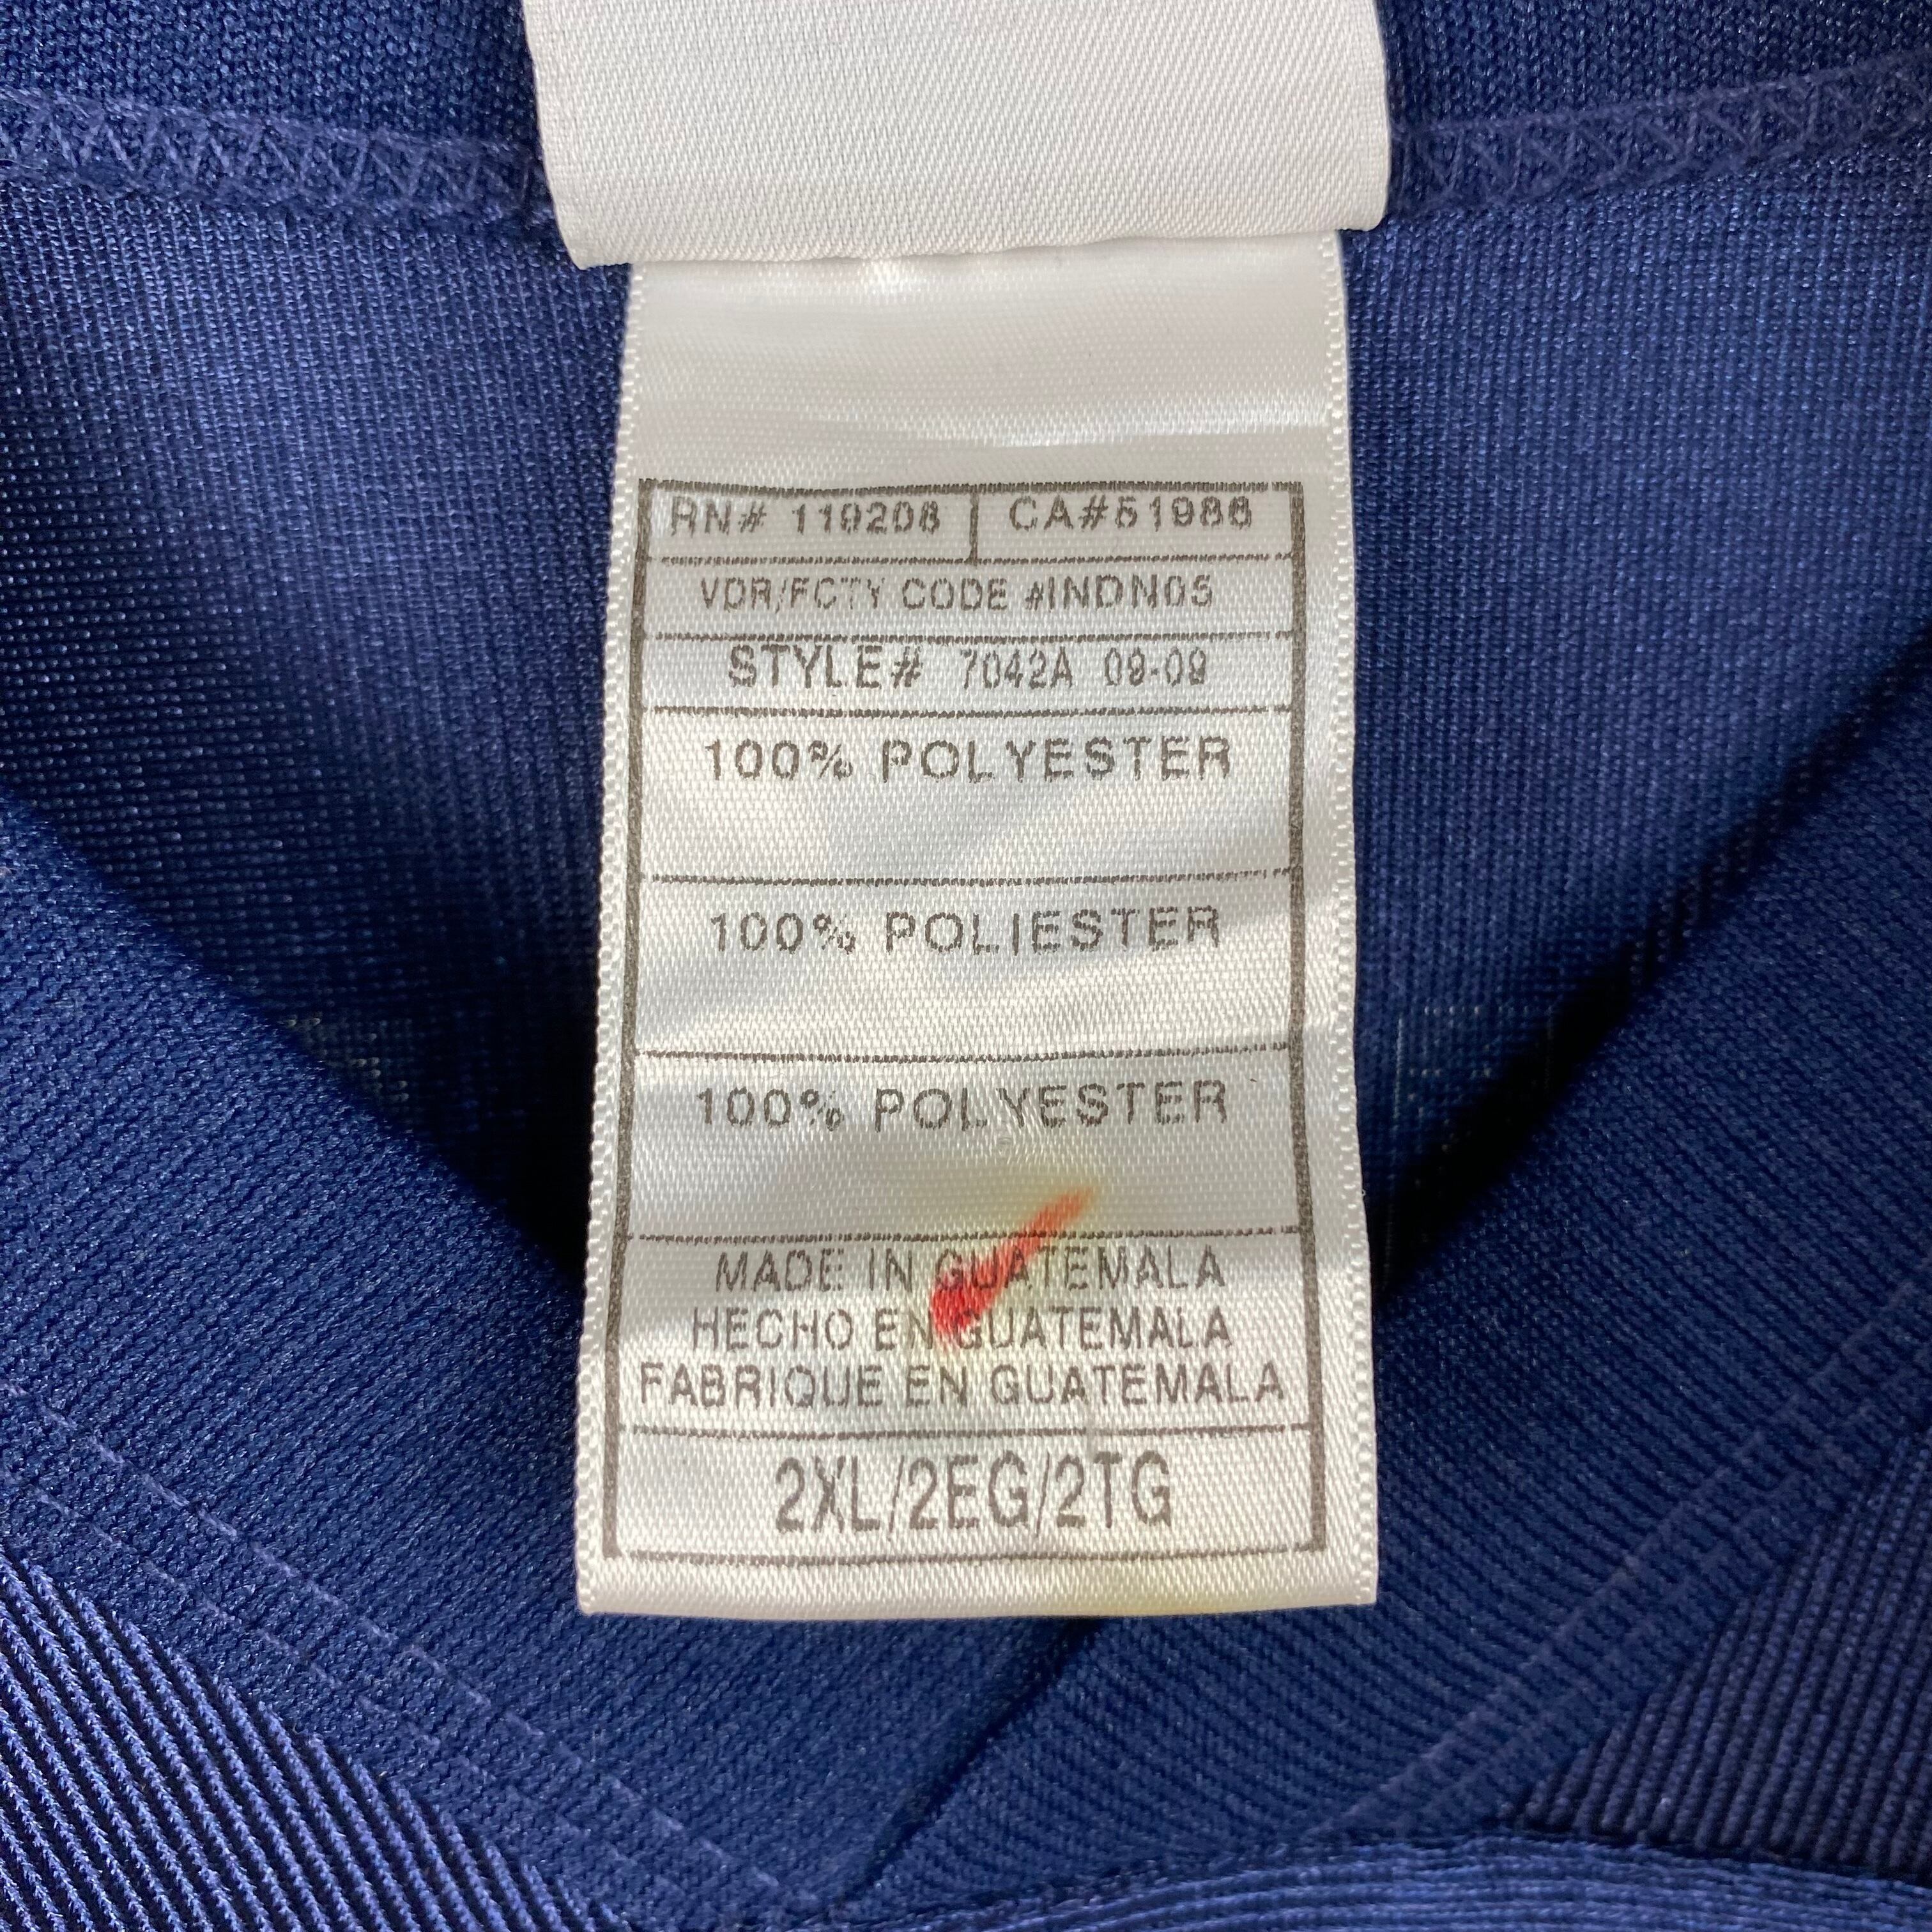 RN# 119208 CA#51988
VDR/FCTY CODE #INDN05
STYLE# 7042A 09-09
100% POLYESTER
100% POLIESTER
100% POLYESTER
MADE IN GUATEMALA
HECHO EN GUATEMALA
FABRIQUE EN GUATEMALA
2XL/2EG/2TG